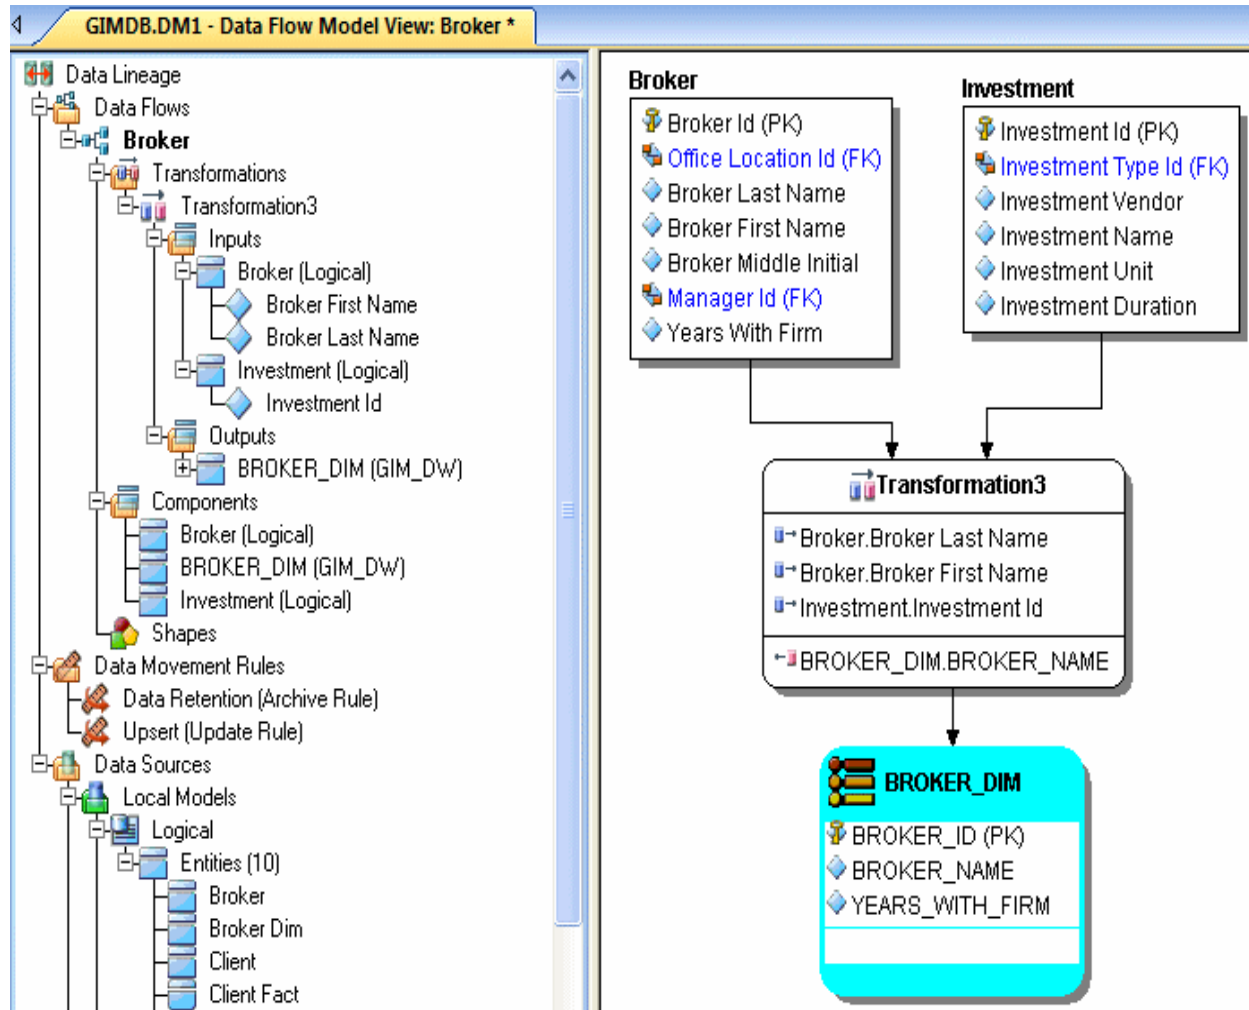 GIMDB.DM1 - Data Flow Model View: Broker *
Data Lineage
Data Flows
Broker
Transformations
Transformation3
Inputs
Broker (Logical)
Broker First Name
Broker Last Name
Investment (Logical)
Investment Id
Outputs
BROKER_DIM (GIM_DW)
Components
Broker (Logical)
BROKER_DIM (GIM_DW)
Investment (Logical)
Shapes
Data Movement Rules
Data Retention (Archive Rule)
Upsert (Update Rule)
Data Sources
Local Models
Logical
Entities (10)
Broker
Broker Dim
Client
Client Fact
Broker
Broker Id (PK)
Office Location Id (FK)
Broker Last Name
Broker First Name
Broker Middle Initial
Manager Id (FK)
Years With Firm
Investment
Investment Id (PK)
Investment Type Id (FK)
Investment Vendor
Investment Name
Investment Unit
Investment Duration
Transformation3
Broker.Broker Last Name
Broker.Broker First Name
Investment.Investment Id
BROKER_DIM.BROKER_NAME
BROKER_DIM
BROKER_ID (PK)
BROKER_NAME
YEARS_WITH_FIRM